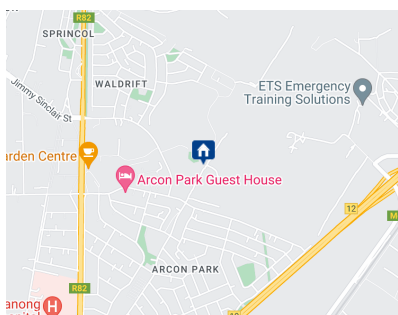 R82
SPRINCOL
WALDRIFT
Jimmy Sinclair St
ETS Emergency
Training Solutions
arden Centre
Arcon Park Guest House
12
M
ARCON PARK
R82
anong
H